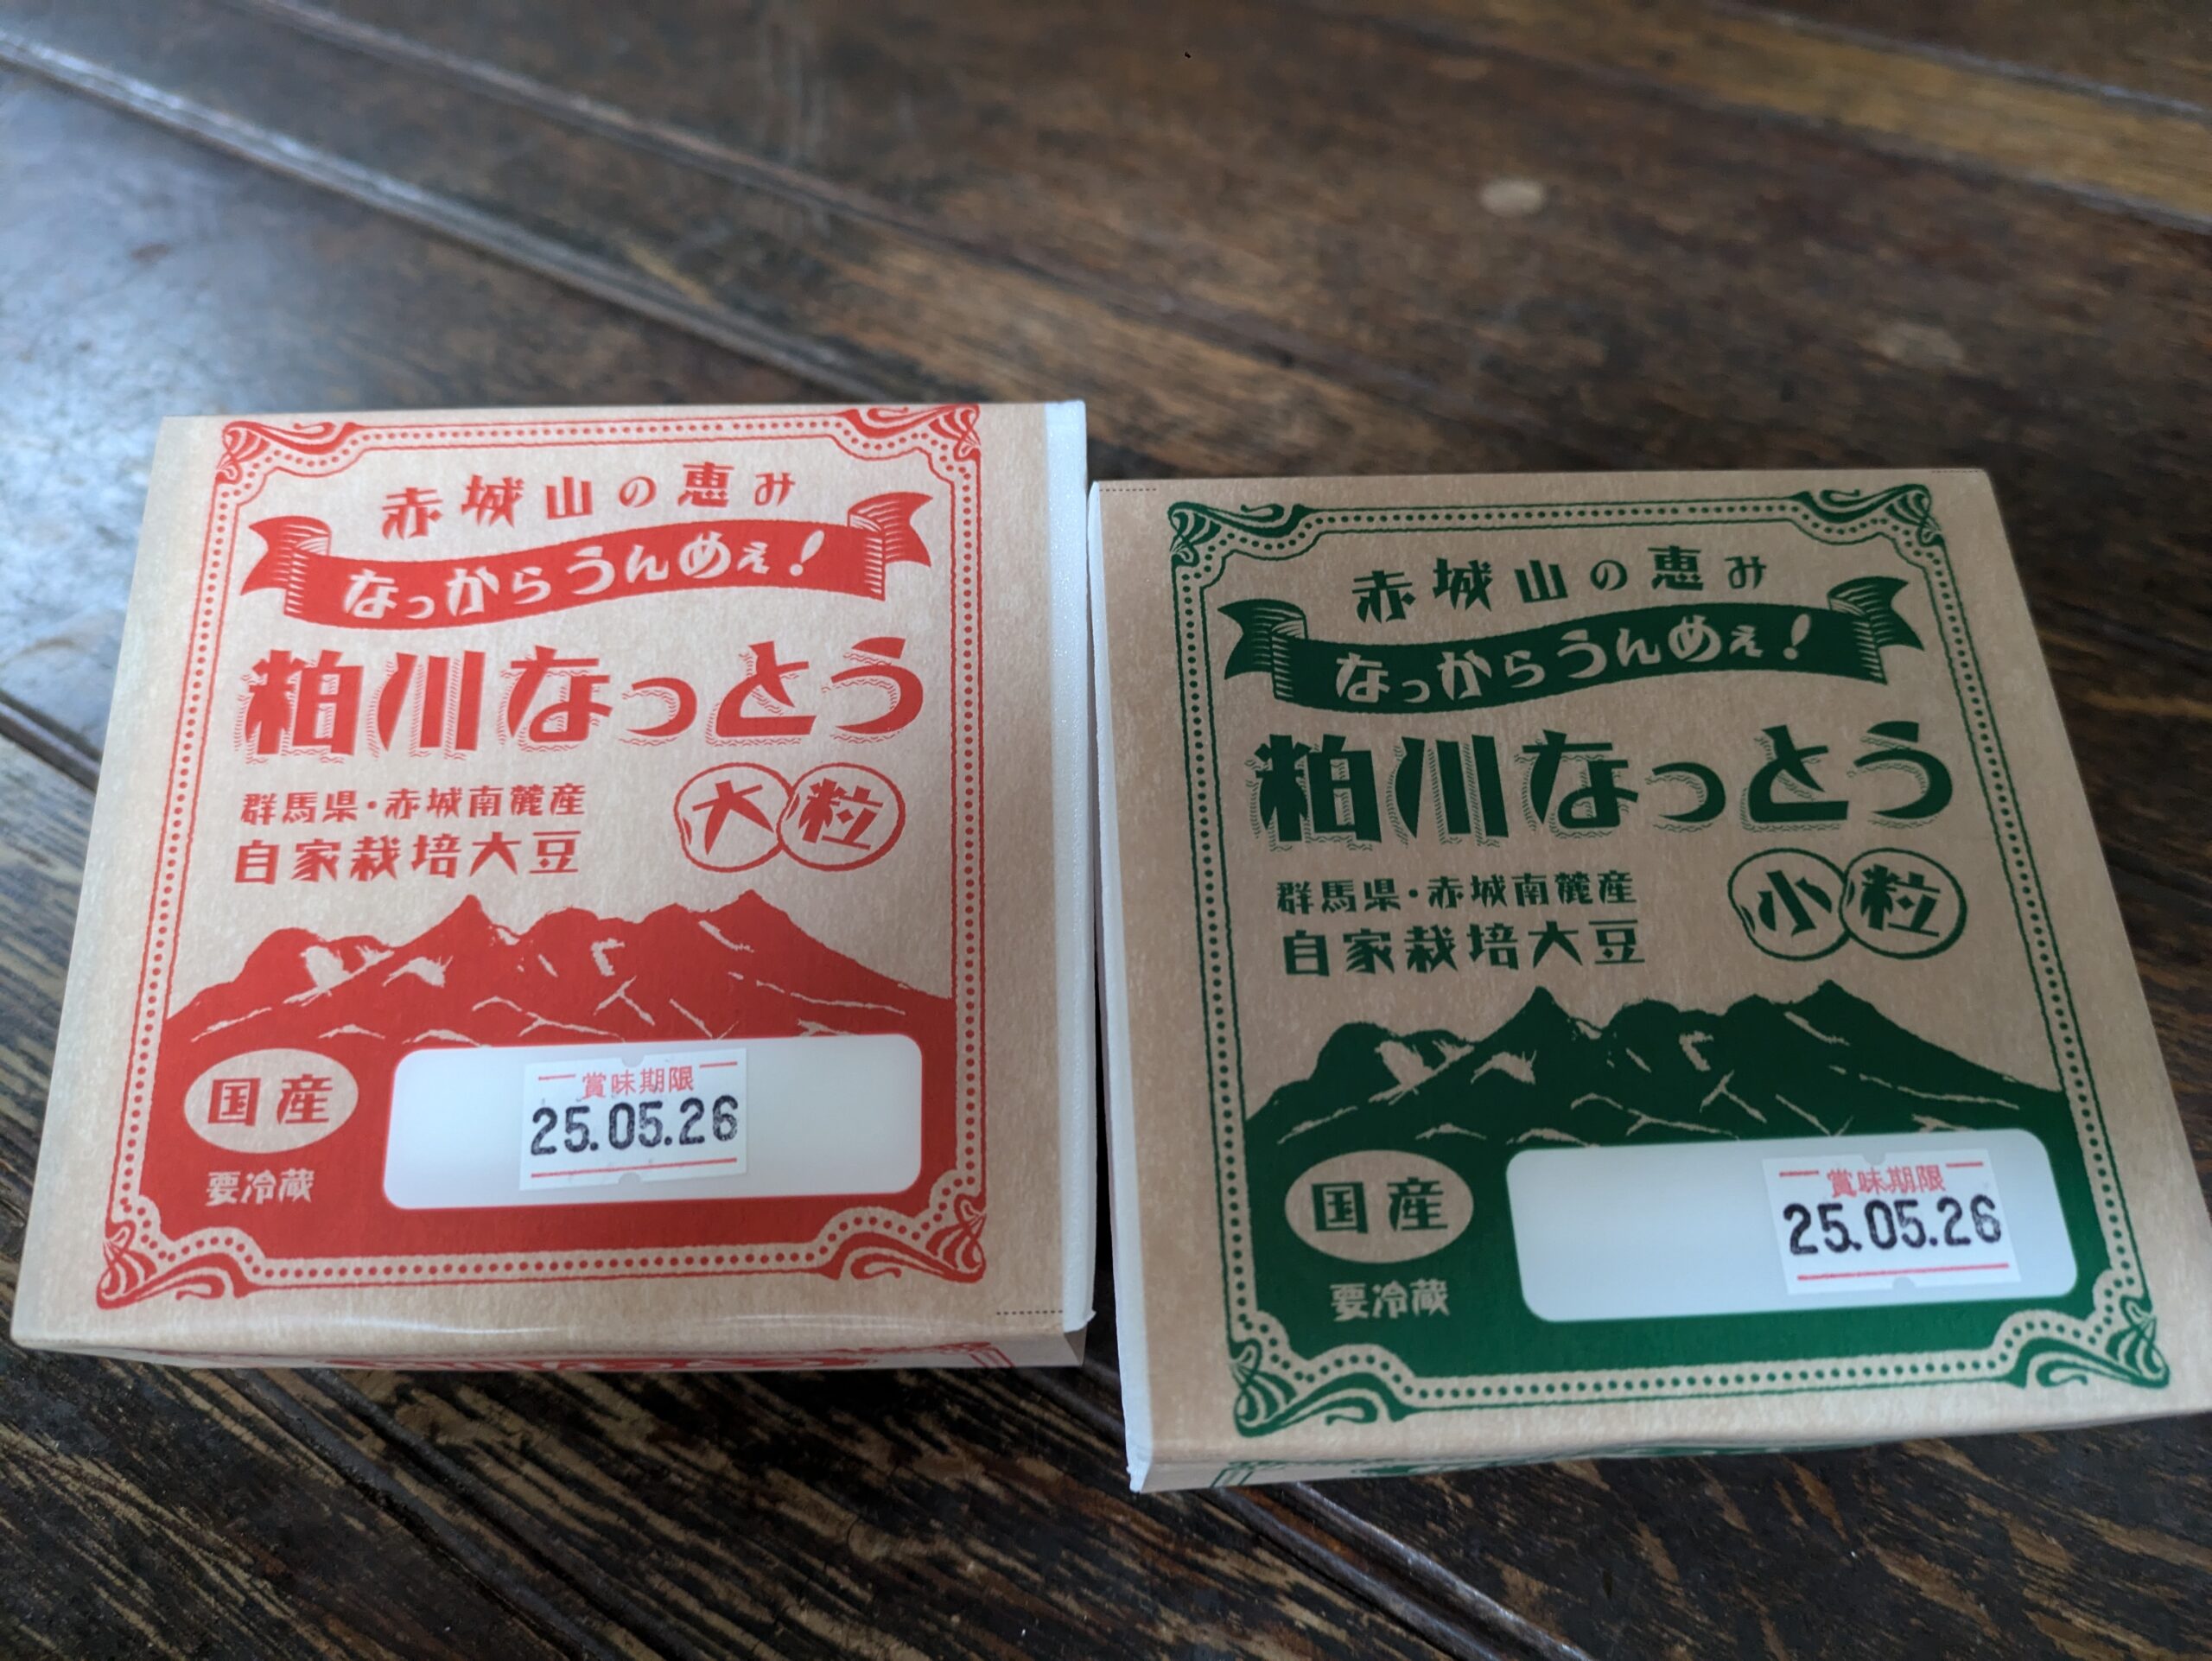 赤城山の恵み
なっからうんめぇ!
粕川なっとう
群馬県・赤城南麓産
自家栽培大豆
大粒
国産
要冷蔵
賞味期限
25.05.26
赤城山の恵み
なっからうんめぇ!
粕川なっとう
群馬県・赤城南麓産
自家栽培大豆
小粒
国産
要冷蔵
賞味期限
25.05.26